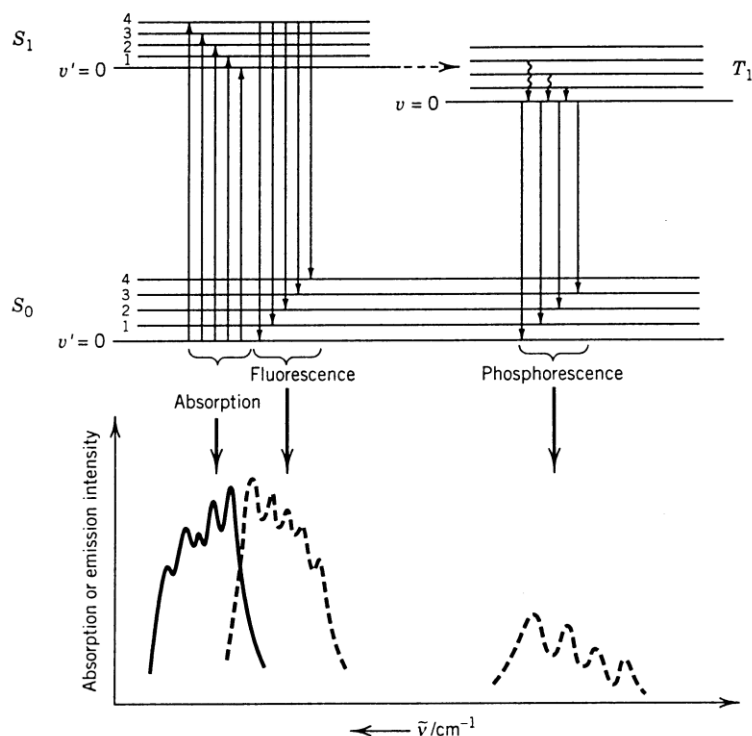 4
S₁
3
2
1
v' = 0
T₁
v = 0
4
S₀
3
2
1
v' = 0
Fluorescence
Phosphorescence
Absorption
Absorption or emission intensity
ṽ/cm⁻¹